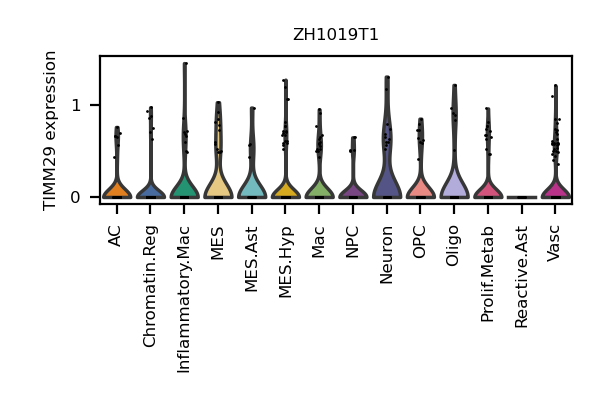 ZH1019T1
TIMM29 expression
1
0
AC
Chromatin.Reg
Inflammatory.Mac
MES
MES.Ast
MES.Hyp
Mac
NPC
Neuron
OPC
Oligo
Prolif.Metab
Reactive.Ast
Vasc